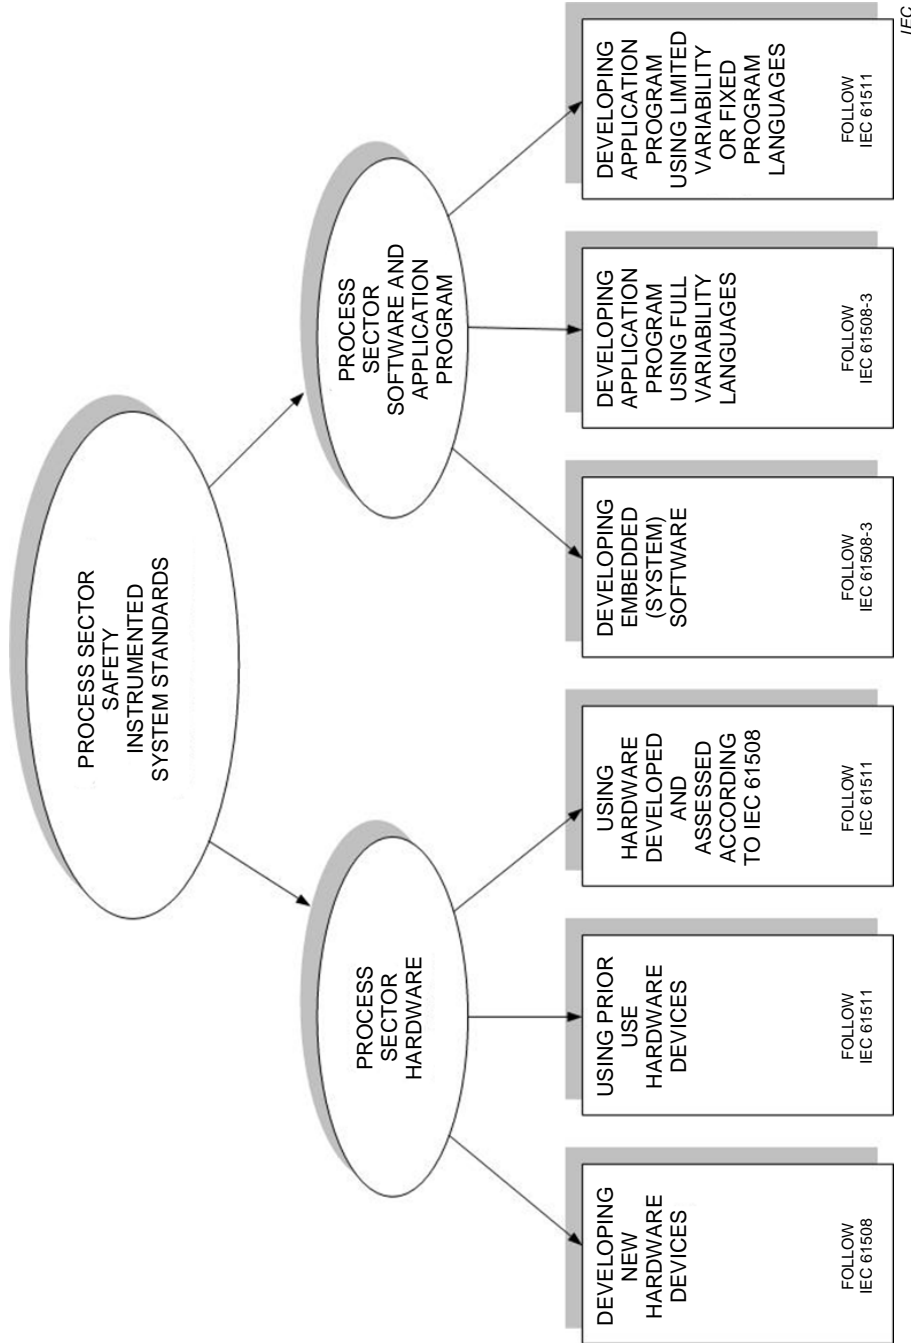 PROCESS SECTOR
SAFETY
INSTRUMENTED
SYSTEM STANDARDS
PROCESS
SECTOR
HARDWARE
PROCESS
SECTOR
SOFTWARE AND
APPLICATION
PROGRAM
DEVELOPING
NEW
HARDWARE
DEVICES
FOLLOW
IEC 61508
USING PRIOR
USE
HARDWARE
DEVICES
FOLLOW
IEC 61511
USING
HARDWARE
DEVELOPED
AND
ASSESSED
ACCORDING
TO IEC 61508
FOLLOW
IEC 61511
DEVELOPING
EMBEDDED
(SYSTEM)
SOFTWARE
FOLLOW
IEC 61508-3
DEVELOPING
APPLICATION
PROGRAM
USING FULL
VARIABILITY
LANGUAGES
FOLLOW
IEC 61508-3
DEVELOPING
APPLICATION
PROGRAM
USING LIMITED
VARIABILITY
OR FIXED
PROGRAM
LANGUAGES
FOLLOW
IEC 61511
IEC